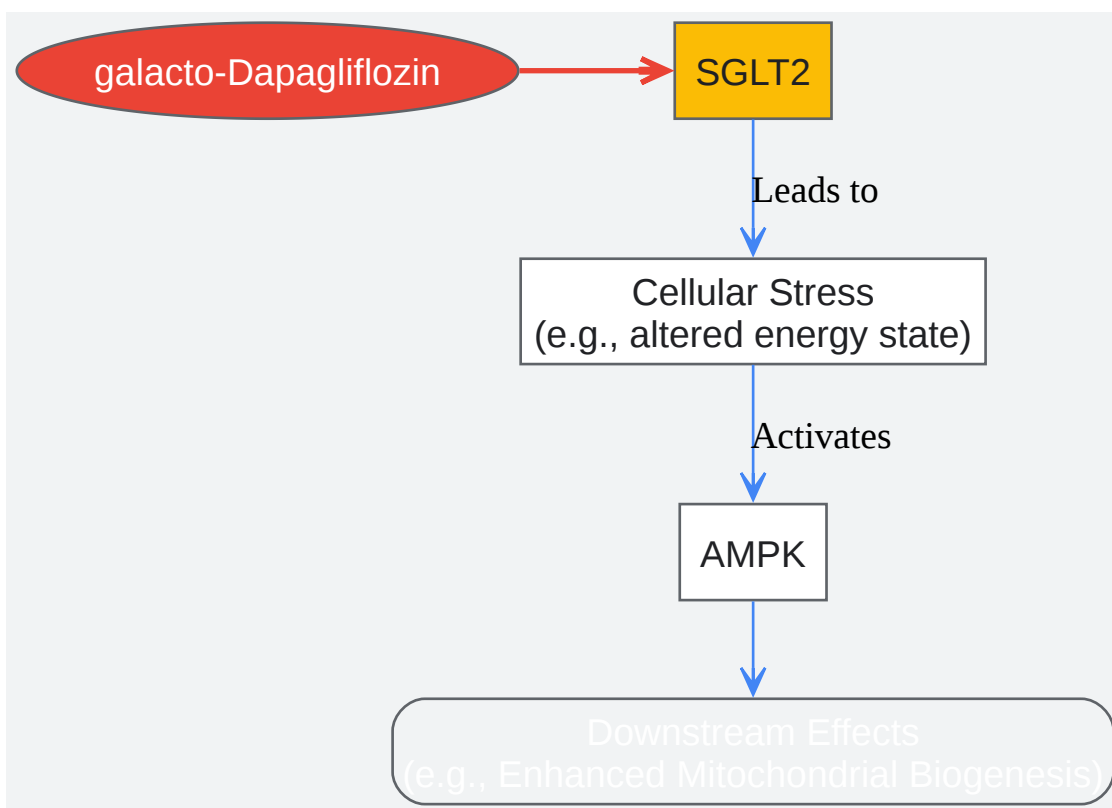 galacto-Dapagliflozin
SGLT2
Leads to
Cellular Stress
(e.g., altered energy state)
Activates
AMPK
Downstream Effects
(e.g., Enhanced Mitochondrial Biogenesis)